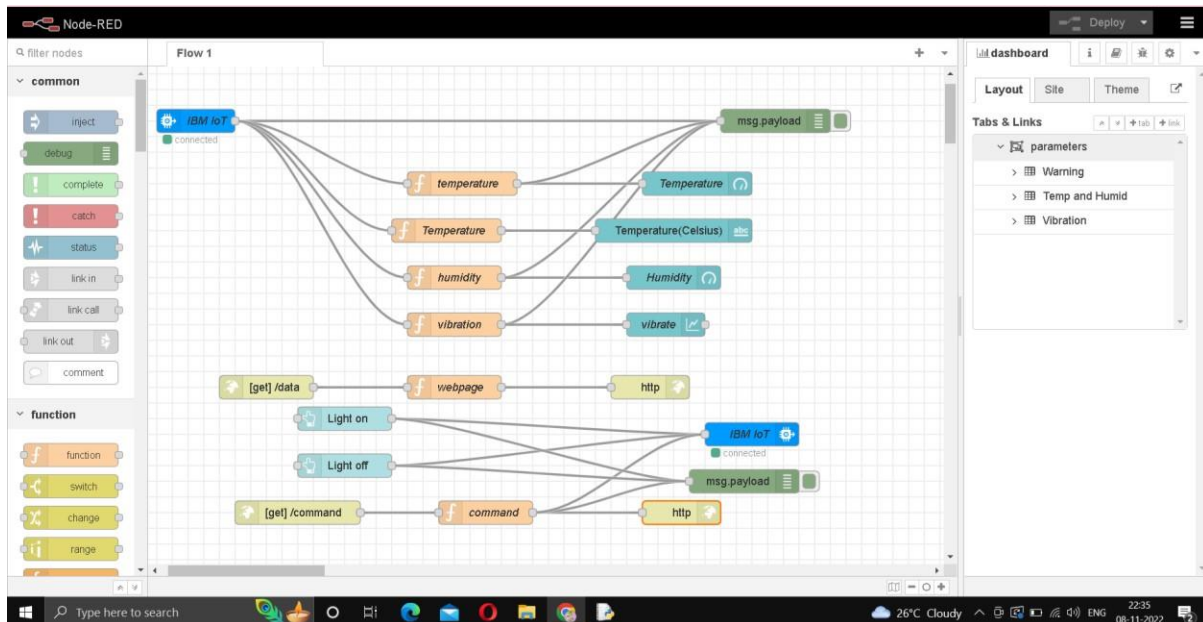 Node-RED
Deploy
filter nodes
Flow 1
dashboard
i
common
Layout
Site
Theme
IBM IoT
msg.payload
Tabs & Links
tab
link
inject
connected
parameters
debug
Warning
complete
temperature
Temperature
Temp and Humid
catch
Vibration
Temperature
Temperature(Celsius)
abc
status
link in
humidity
Humidity
link call
vibration
vibrate
link out
comment
[get] /data
webpage
http
function
Light on
IBM IoT
connected
function
Light off
switch
msg.payload
change
[get] /command
command
http
range
Type here to search
26°C Cloudy
ENG
22:35
08-11-2022